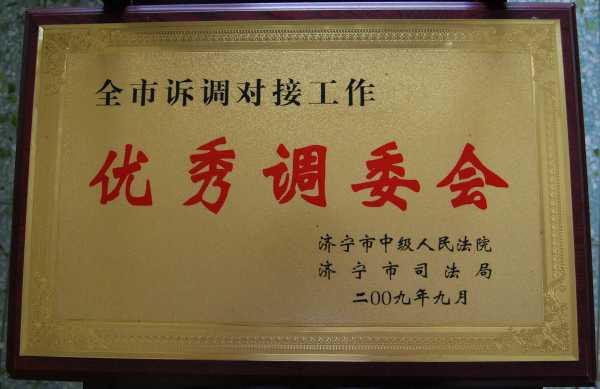 全市诉调对接工作
优秀调委会
济宁市中级人民法院
济宁市司法局
二00九年九月